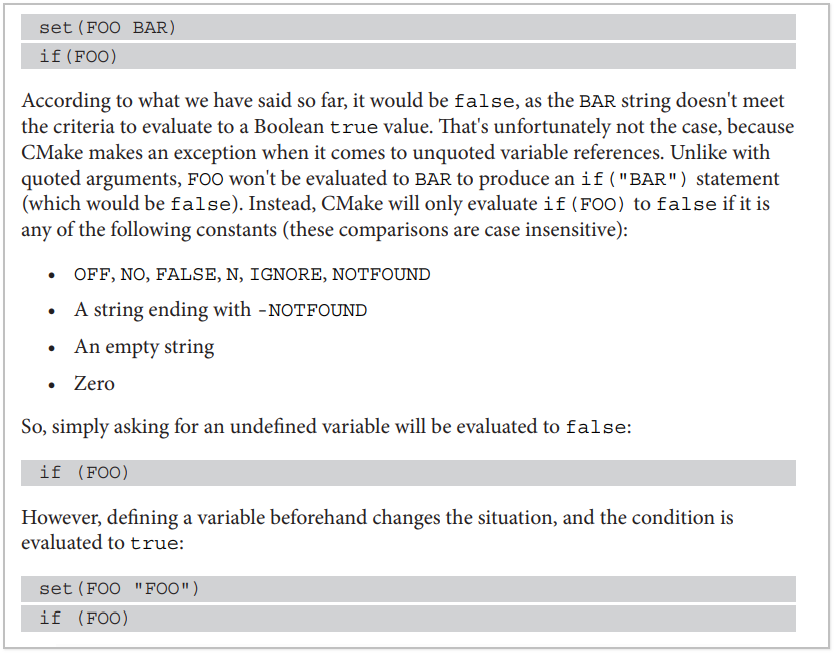 set(FOO BAR)
if(FOO)
According to what we have said so far, it would be false, as the BAR string doesn't meet
the criteria to evaluate to a Boolean true value. That's unfortunately not the case, because
CMake makes an exception when it comes to unquoted variable references. Unlike with
quoted arguments, FOO won't be evaluated to BAR to produce an if("BAR") statement
(which would be false). Instead, CMake will only evaluate if(FOO) to false if it is
any of the following constants (these comparisons are case insensitive):
• OFF, NO, FALSE, N, IGNORE, NOTFOUND
• A string ending with -NOTFOUND
• An empty string
• Zero
So, simply asking for an undefined variable will be evaluated to false:
if (FOO)
However, defining a variable beforehand changes the situation, and the condition is
evaluated to true:
set(FOO "FOO")
if (FOO)